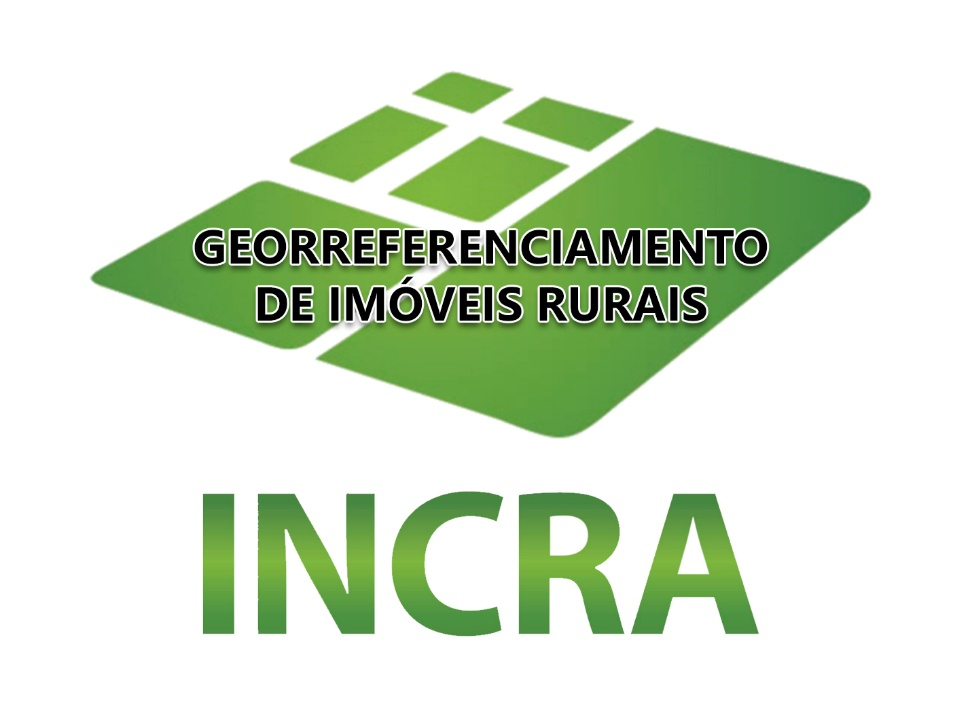 GEORREFERENCIAMENTO
DE IMÓVEIS RURAIS
INCRA